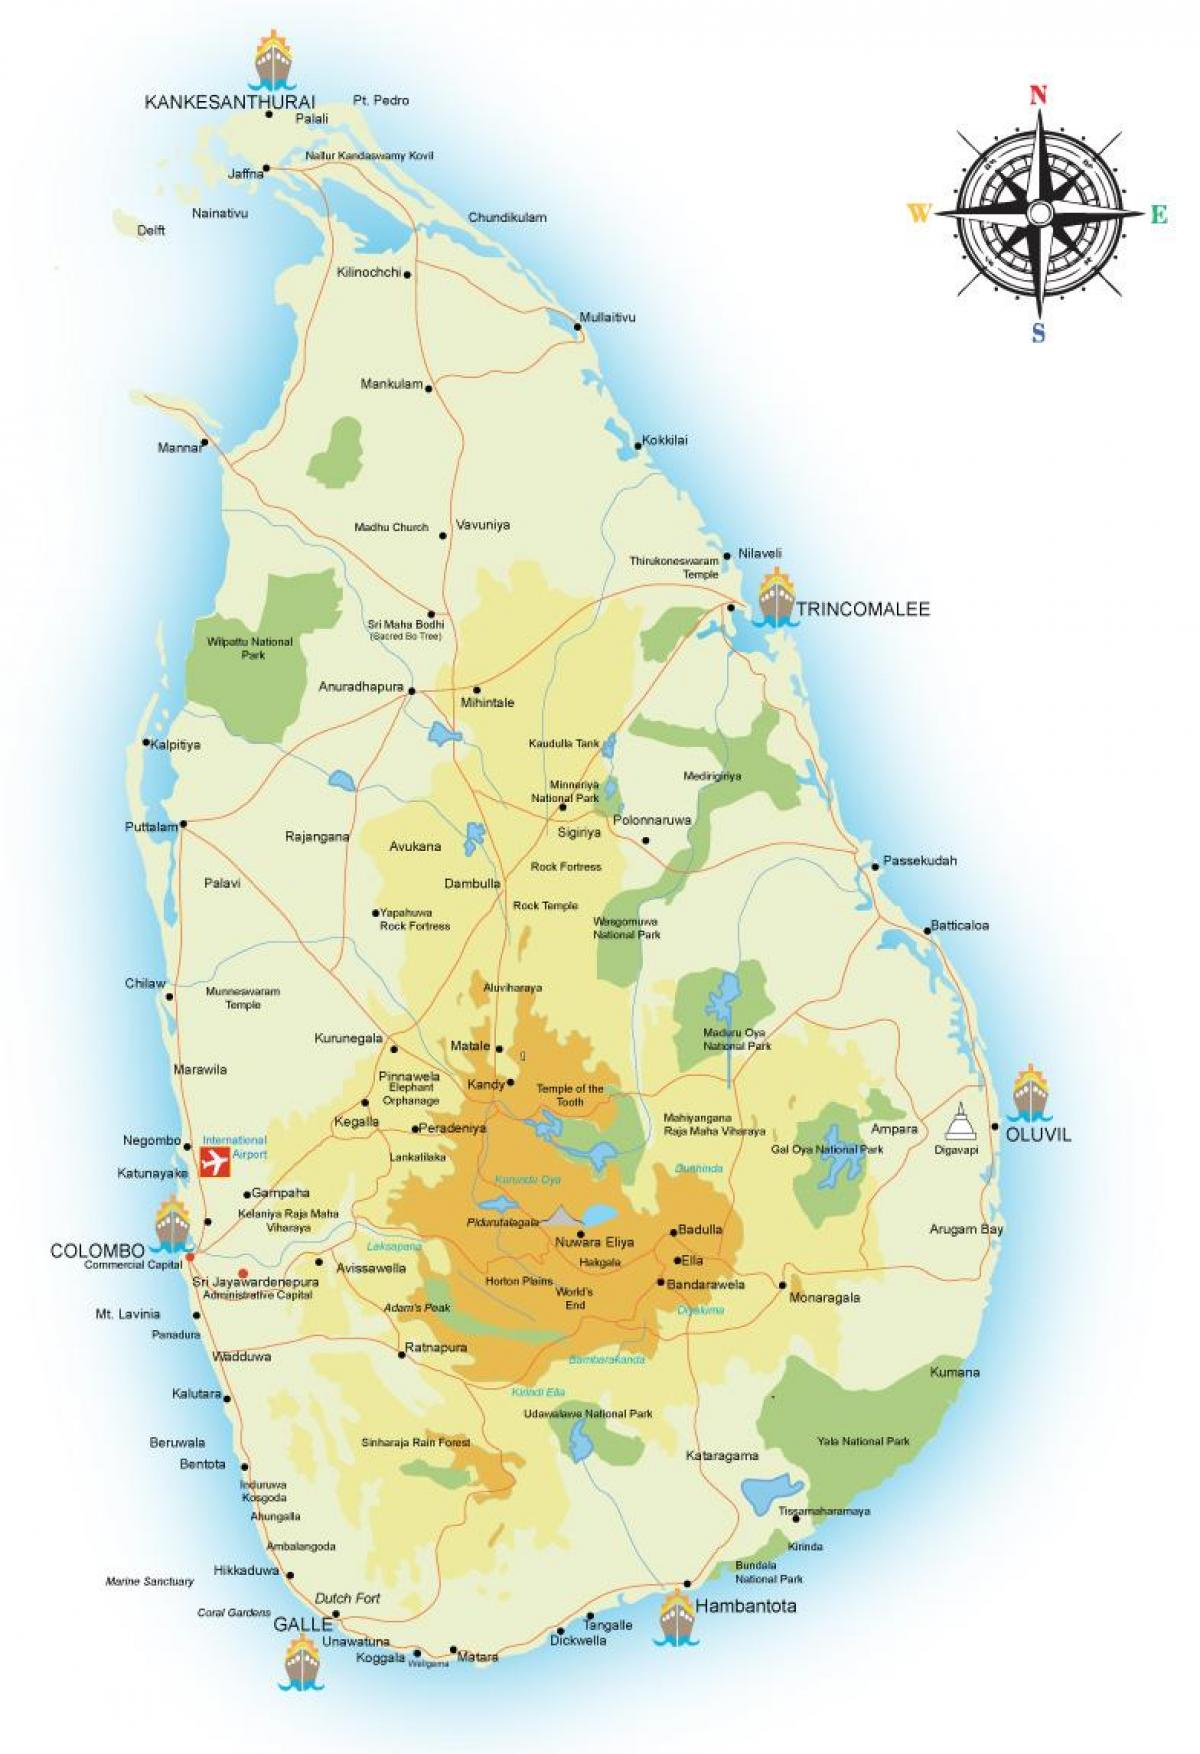 KANKESANTHURAI
Pt. Pedro
Palali
N
Nallur Kandaswamy Kovil
Jaffna
Nainativu
Chundikulam
W
E
Delft
Kilinochchi
Mullaitivu
S
Mankulam
Kokkilai
Mannar
Madhu Church
Vavuniya
Nilaveli
Thirukoneswaram
Temple
TRINCOMALEE
Sri Maha Bodhi
(Sacred Bo Tree)
Wilpattu National
Park
Anuradhapura
Mihintale
Kalpitiya
Kaudulla Tank
Medirigiriya
Minneriya
National Park
Polonnaruwa
Puttalam
Rajangana
Sigiriya
Avukana
Passekudah
Rock Fortress
Palavi
Dambulla
Rock Temple
Yapahuwa
Rock Fortress
Wasgomuwa
National Park
Batticaloa
Chilaw
Munneswaram
Temple
Aluviharaya
Kurunegala
Matale
Maduru Oya
National Park
Marawila
Pinnawela
Elephant
Orphanage
Kandy
Temple of the
Tooth
Kegalla
Peradeniya
Mahiyangana
Raja Maha Viharaya
Ampara
OLUVIL
Negombo
International
Airport
Gal Oya National Park
Digavapi
Lankatilaka
Katunayake
Dunhinda
Kurundu Oya
Gampaha
Kelaniya Raja Maha
Viharaya
Pidurutalagala
Badulla
Arugam Bay
COLOMBO
Commercial Capital
Laksapana
Nuwara Eliya
Hakgala
Ella
Avissawella
Sri Jayawardenepura
Administrative Capital
Horton Plains
World's
End
Bandarawela
Monaragala
Mt. Lavinia
Adam's Peak
Diyaluma
Panadura
Ratnapura
Wadduwa
Bambarakanda
Kumana
Kalutara
Kirindi Ella
Udawalawe National Park
Beruwala
Sinharaja Rain Forest
Yala National Park
Bentota
Kataragama
Induruwa
Kosgoda
Ahungalla
Tissamaharamaya
Ambalangoda
Kirinda
Hikkaduwa
Bundala
National Park
Marine Sanctuary
Dutch Fort
Coral Gardens
Hambantota
GALLE
Tangalle
Unawatuna
Dickwella
Koggala
Weligama
Matara